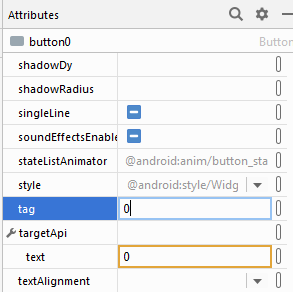 Attributes
button0 Button
shadowDy
shadowRadius
singleLine
soundEffectsEnable
stateListAnimator @android:anim/button_sta
style @android:style/Widg
tag 0
targetApi
text 0
textAlignment